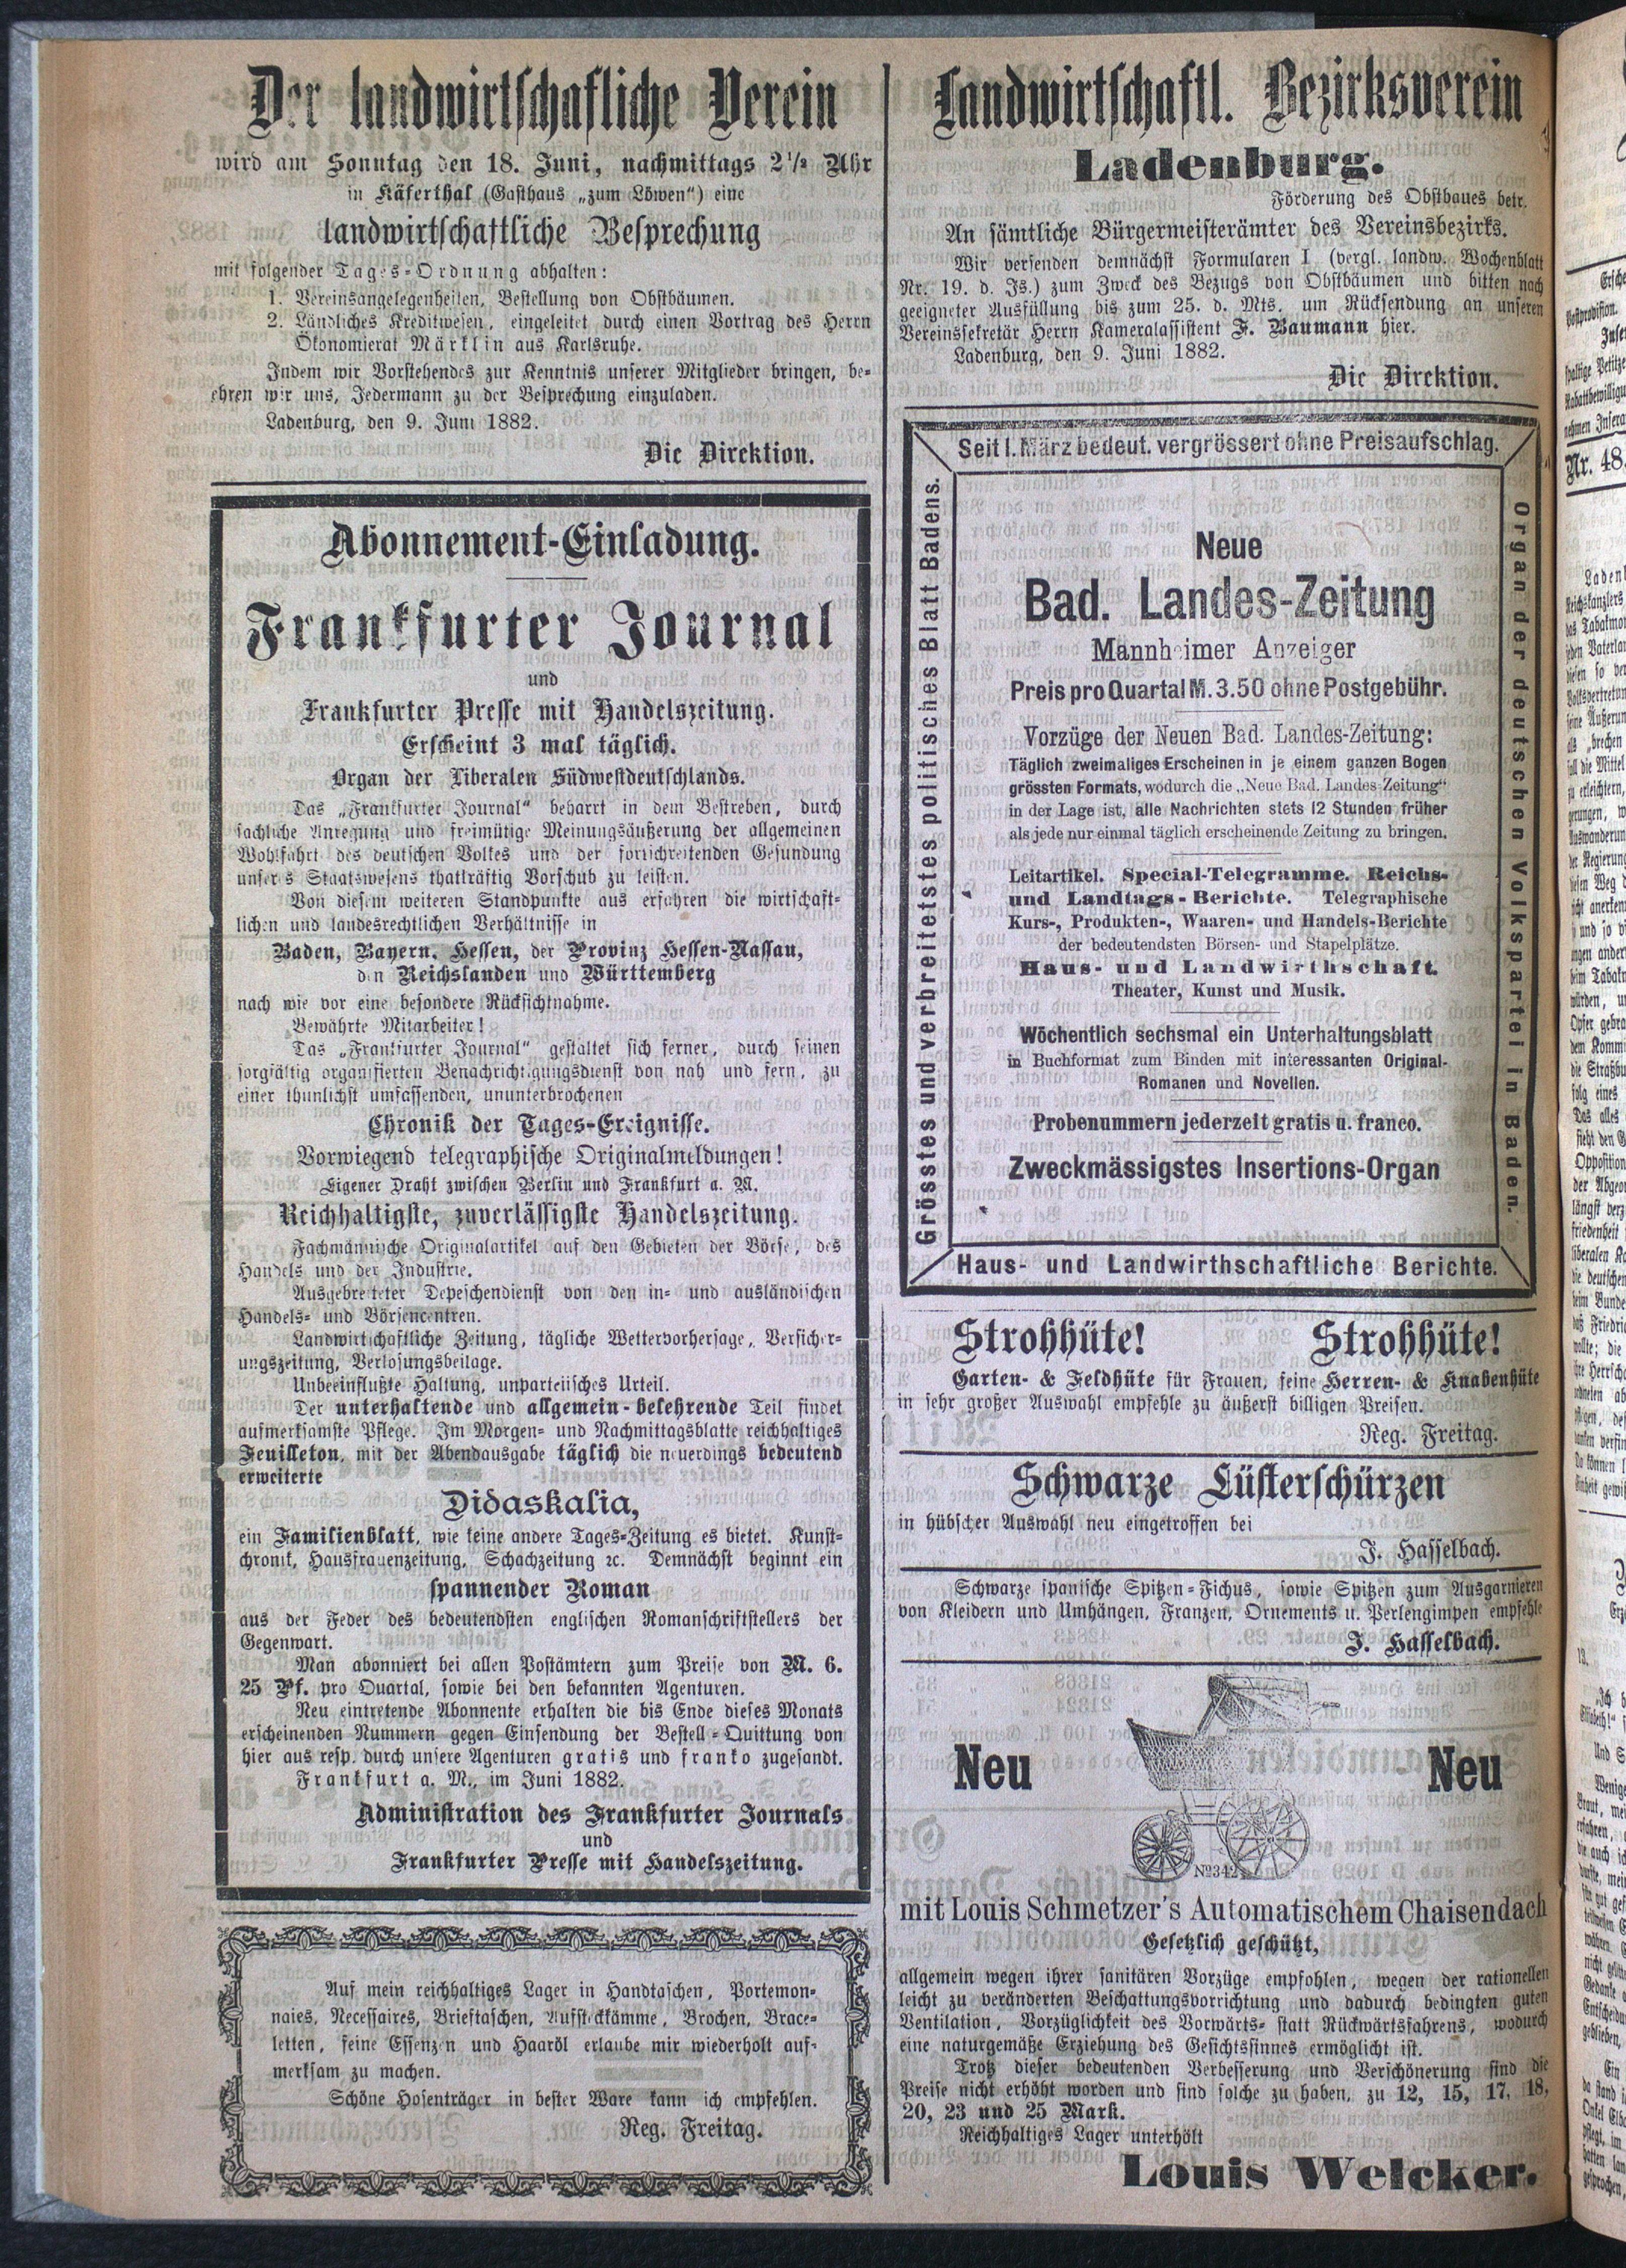 Der landwirtschaftliche Verein
wird am Sonntag den 18. Juni, nachmittags 2½ Uhr
in Käferthal (Gasthaus „zum Löwen“) eine
landwirtschaftliche Besprechung
mit folgender Tages-Ordnung abhalten:
1. Vereinsangelegenheiten, Bestellung von Obstbäumen.
2. Ländliches Kreditwesen, eingeleitet durch einen Vortrag des Herrn
Ökonomierat Märklin aus Karlsruhe.
Indem wir Vorstehendes zur Kenntnis unserer Mitglieder bringen, be-
ehren wir uns, Jedermann zu der Besprechung einzuladen.
Ladenburg, den 9. Juni 1882.
Die Direktion.
Abonnement-Einladung.
Frankfurter Journal
und
Frankfurter Presse mit Handelszeitung.
Erscheint 3 mal täglich.
Organ der Liberalen Südwestdeutschlands.
Das „Frankfurter Journal“ beharrt in dem Bestreben, durch
sachliche Anregung und freimütige Meinungsäußerung der allgemeinen
Wohlfahrt des deutschen Volkes und der fortschreitenden Gesundung
unseres Staatswesens thatkräftig Vorschub zu leisten.
Von diesem weiteren Standpunkte aus erfahren die wirtschaft-
lichen und landesrechtlichen Verhältnisse in
Baden, Bayern, Hessen, der Provinz Hessen-Nassau,
den Reichslanden und Württemberg
nach wie vor eine besondere Rücksichtnahme.
Bewährte Mitarbeiter!
Das „Frankfurter Journal“ gestaltet sich ferner, durch seinen
sorgfältig organisierten Benachrichtigungsdienst von nah und fern, zu
einer thunlichst umfassenden, ununterbrochenen
Chronik der Tages-Ereignisse.
Vorwiegend telegraphische Originalmeldungen!
Eigener Draht zwischen Berlin und Frankfurt a. M.
Reichhaltigste, zuverlässigste Handelszeitung.
Fachmännische Originalartikel auf den Gebieten der Börse, des
Handels und der Industrie.
Ausgebreiteter Depeschendienst von den in- und ausländischen
Handels- und Börsencentren.
Landwirtschaftliche Zeitung, tägliche Wettervorhersage, Versicher-
ungszeitung, Verlosungsbeilage.
Unbeeinflußte Haltung, unparteiisches Urteil.
Der unterhaltende und allgemein-belehrende Teil findet
aufmerksamste Pflege. Im Morgen- und Nachmittagsblatte reichhaltiges
Feuilleton, mit der Abendausgabe täglich die neuerdings bedeutend
erweiterte
Didaskalia,
ein Familienblatt, wie keine andere Tages-Zeitung es bietet. Kunst-
chronik, Hausfrauenzeitung, Schachzeitung ꝛc. Demnächst beginnt ein
spannender Roman
aus der Feder des bedeutendsten englischen Romanschriftstellers der
Gegenwart.
Man abonniert bei allen Postämtern zum Preise von M. 6.
25 Pf. pro Quartal, sowie bei den bekannten Agenturen.
Neu eintretende Abonnente erhalten die bis Ende dieses Monats
erscheinenden Nummern gegen Einsendung der Bestell-Quittung von
hier aus resp. durch unsere Agenturen gratis und franko zugesandt.
Frankfurt a. M., im Juni 1882.
Administration des Frankfurter Journals
und
Frankfurter Presse mit Handelszeitung.
Auf mein reichhaltiges Lager in Handtaschen, Portemon-
naies, Necessaires, Brieftaschen, Aufsteckkämme, Brochen, Brace-
letten, feine Essenzen und Haaröl erlaube mir wiederholt auf-
merksam zu machen.
Schöne Hosenträger in bester Ware kann ich empfehlen.
Reg. Freitag.
Landwirtschaftl. Bezirksverein
Ladenburg.
Förderung des Obstbaues betr.
An sämtliche Bürgermeisterämter des Vereinsbezirks.
Wir versenden demnächst Formularen I (vergl. landw. Wochenblatt
Nr. 19. d. Js.) zum Zweck des Bezugs von Obstbäumen und bitten nach
geeigneter Ausfüllung bis zum 25. d. Mts. um Rücksendung an unseren
Vereinssekretär Herrn Kameralassistent F. Baumann hier.
Ladenburg, den 9. Juni 1882.
Die Direktion.
Seit 1. März bedeut. vergrössert ohne Preisaufschlag.
Grösstes und verbreitetstes politisches Blatt Badens.
Organ der deutschen Volkspartei in Baden.
Neue
Bad. Landes-Zeitung
Mannheimer Anzeiger
Preis pro Quartal M. 3.50 ohne Postgebühr.
Vorzüge der Neuen Bad. Landes-Zeitung:
Täglich zweimaliges Erscheinen in je einem ganzen Bogen
grössten Formats, wodurch die „Neue Bad. Landes-Zeitung“
in der Lage ist, alle Nachrichten stets 12 Stunden früher
als jede nur einmal täglich erscheinende Zeitung zu bringen.
Leitartikel. Special-Telegramme. Reichs-
und Landtags-Berichte. Telegraphische
Kurs-, Produkten-, Waaren- und Handels-Berichte
der bedeutendsten Börsen- und Stapelplätze.
Haus- und Landwirthschaft.
Theater, Kunst und Musik.
Wöchentlich sechsmal ein Unterhaltungsblatt
in Buchformat zum Binden mit interessanten Original-
Romanen und Novellen.
Probenummern jederzeit gratis u. franco.
Zweckmässigstes Insertions-Organ
Haus- und Landwirthschaftliche Berichte.
Strohhüte! Strohhüte!
Garten- & Feldhüte für Frauen, feine Herren- & Knabenhüte
in sehr großer Auswahl empfehle zu äußerst billigen Preisen.
Reg. Freitag.
Schwarze Lüsterschürzen
in hübscher Auswahl neu eingetroffen bei
J. Hasselbach.
Schwarze spanische Spitzen-Fichus, sowie Spitzen zum Ausgarnieren
von Kleidern und Umhängen, Franzen, Ornements u. Perlengimpen empfehle
J. Hasselbach.
Neu Neu
No 342
mit Louis Schmetzer's Automatischem Chaisendach
Gesetzlich geschützt,
allgemein wegen ihrer sanitären Vorzüge empfohlen, wegen der rationellen
leicht zu veränderten Beschattungsvorrichtung und dadurch bedingten guten
Ventilation, Vorzüglichkeit des Vorwärts- statt Rückwärtsfahrens, wodurch
eine naturgemäße Erziehung des Gesichtssinnes ermöglicht ist.
Trotz dieser bedeutenden Verbesserung und Verschönerung sind die
Preise nicht erhöht worden und sind solche zu haben, zu 12, 15, 17, 18,
20, 23 und 25 Mark.
Reichhaltiges Lager unterhölt
Louis Welcker.
Nr. 48.